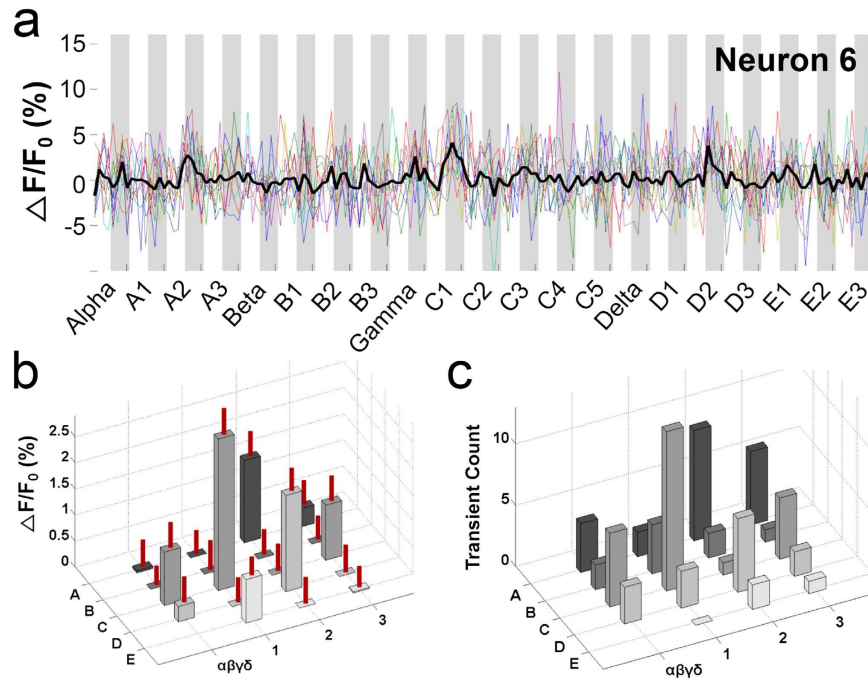 a
Neuron 6
△F/F₀ (%)
15
10
5
0
-5
Alpha A1 A2 A3 Beta B1 B2 B3 Gamma C1 C2 C3 C4 C5 Delta D1 D2 D3 E1 E2 E3
b
△F/F₀ (%)
2.5
2
1.5
1
0.5
0
A
B
C
D
E
αβγδ
1
2
3
c
Transient Count
10
5
0
A
B
C
D
E
αβγδ
1
2
3